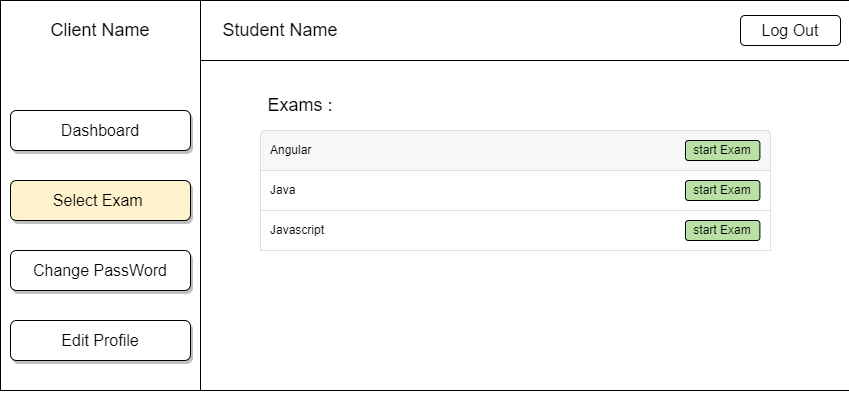 Client Name
Student Name
Log Out
Dashboard
Select Exam
Change PassWord
Edit Profile
Exams :
Angular
start Exam
Java
start Exam
Javascript
start Exam